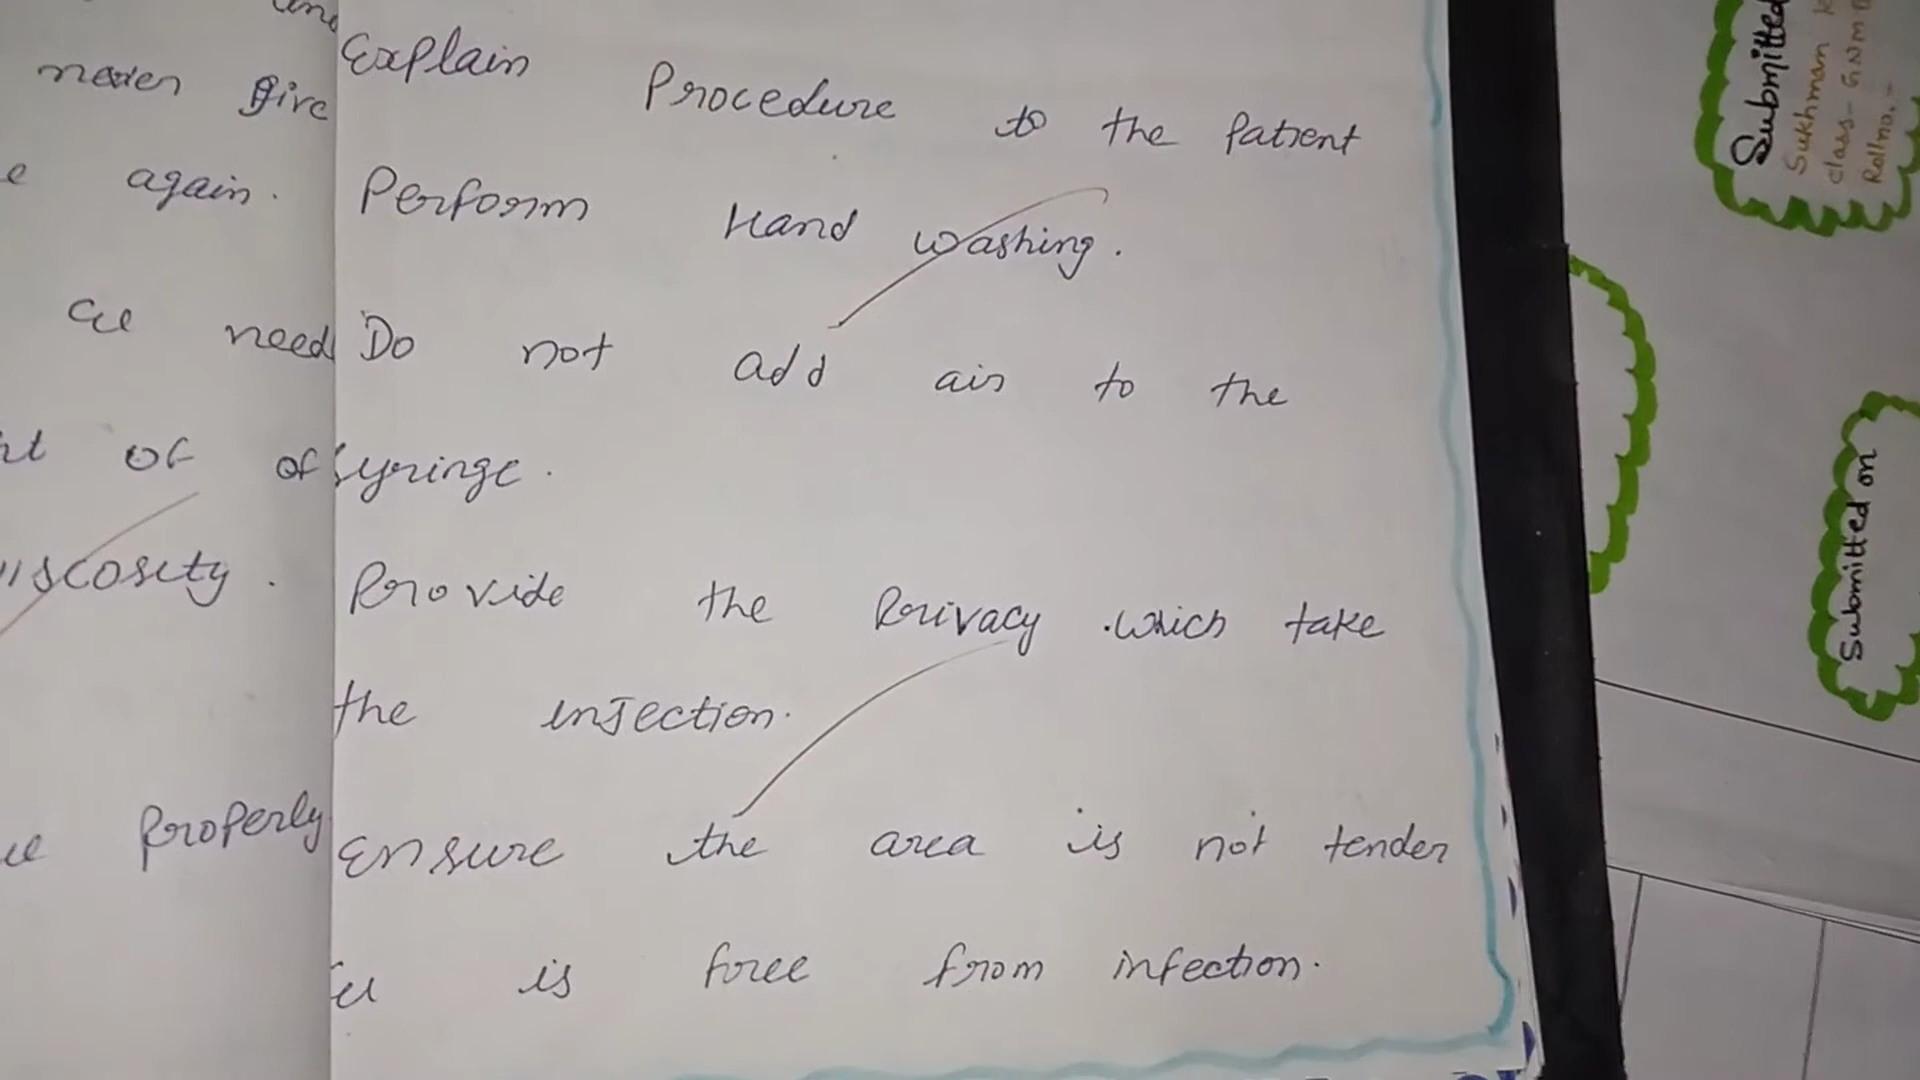 never give
again.
need
of of
viscosity.
properly
Explain Procedure to the Patient
Perform Hand washing.
Do not add air to the
syringe.
Provide the Privacy .which take
the injection.
Ensure the area is not tender
is free from infection.
Submitted
Sukhman
Class- GNM
Rollno.-
Submitted on